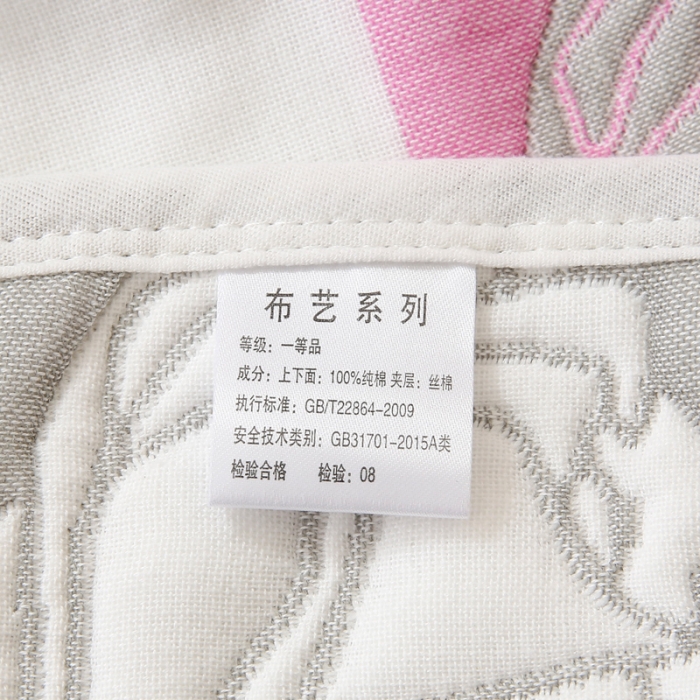 布艺系列
等级：一等品
成分：上下面：100%纯棉 夹层：丝棉
执行标准：GB/T22864-2009
安全技术类别：GB31701-2015A类
检验合格 检验：08